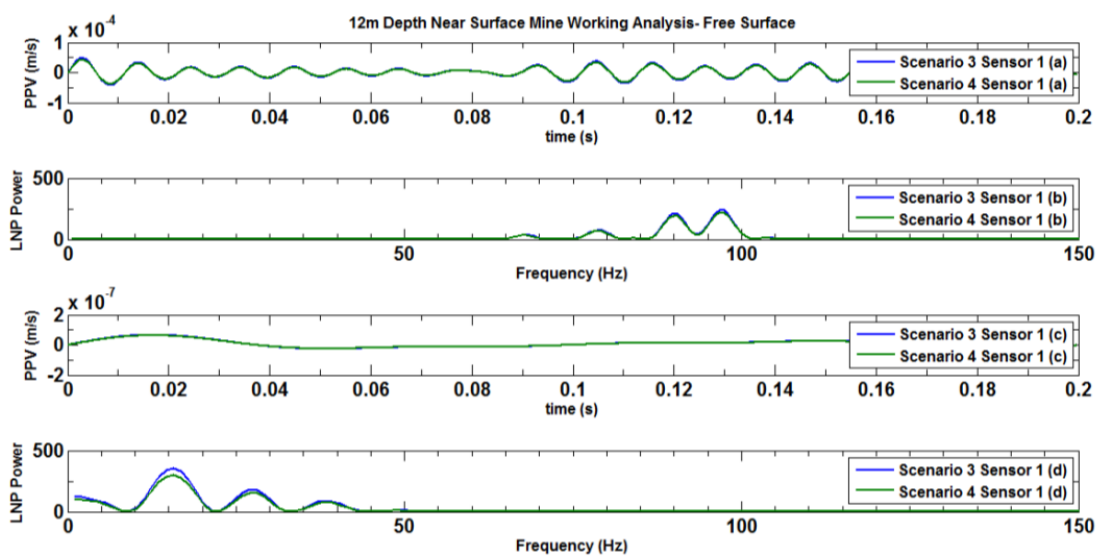 12m Depth Near Surface Mine Working Analysis- Free Surface
x 10-4
PPV (m/s)
1
0
-1
Scenario 3 Sensor 1 (a)
Scenario 4 Sensor 1 (a)
0 0.02 0.04 0.06 0.08 0.1 0.12 0.14 0.16 0.18 0.2
time (s)
LNP Power
500
0
Scenario 3 Sensor 1 (b)
Scenario 4 Sensor 1 (b)
0 50 100 150
Frequency (Hz)
x 10-7
PPV (m/s)
2
0
-2
Scenario 3 Sensor 1 (c)
Scenario 4 Sensor 1 (c)
0 0.02 0.04 0.06 0.08 0.1 0.12 0.14 0.16 0.18 0.2
time (s)
LNP Power
500
0
Scenario 3 Sensor 1 (d)
Scenario 4 Sensor 1 (d)
0 50 100 150
Frequency (Hz)